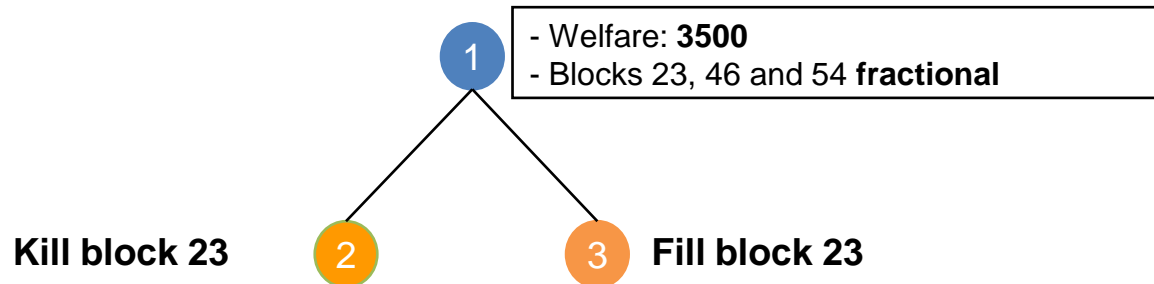 1
- Welfare: 3500
- Blocks 23, 46 and 54 fractional
Kill block 23
2
3
Fill block 23